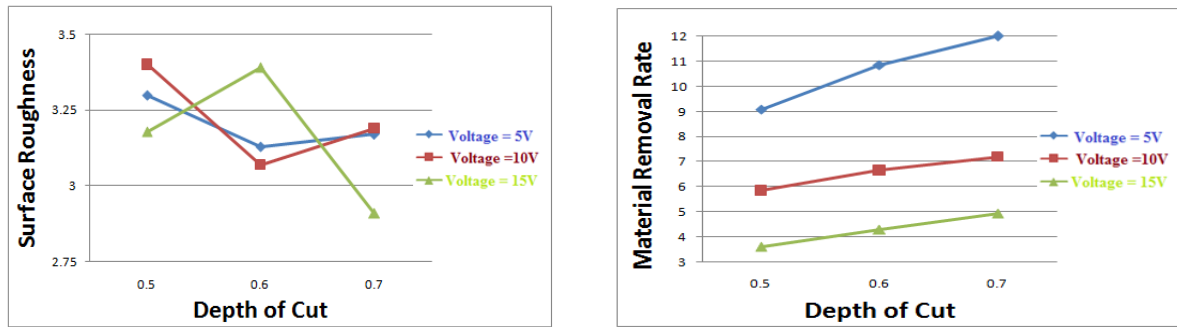 Surface Roughness
3.5
3.25
3
2.75
0.5 0.6 0.7
Depth of Cut
Voltage = 5V
Voltage =10V
Voltage = 15V
Material Removal Rate
12
11
10
9
8
7
6
5
4
3
0.5 0.6 0.7
Depth of Cut
Voltage = 5V
Voltage =10V
Voltage = 15V